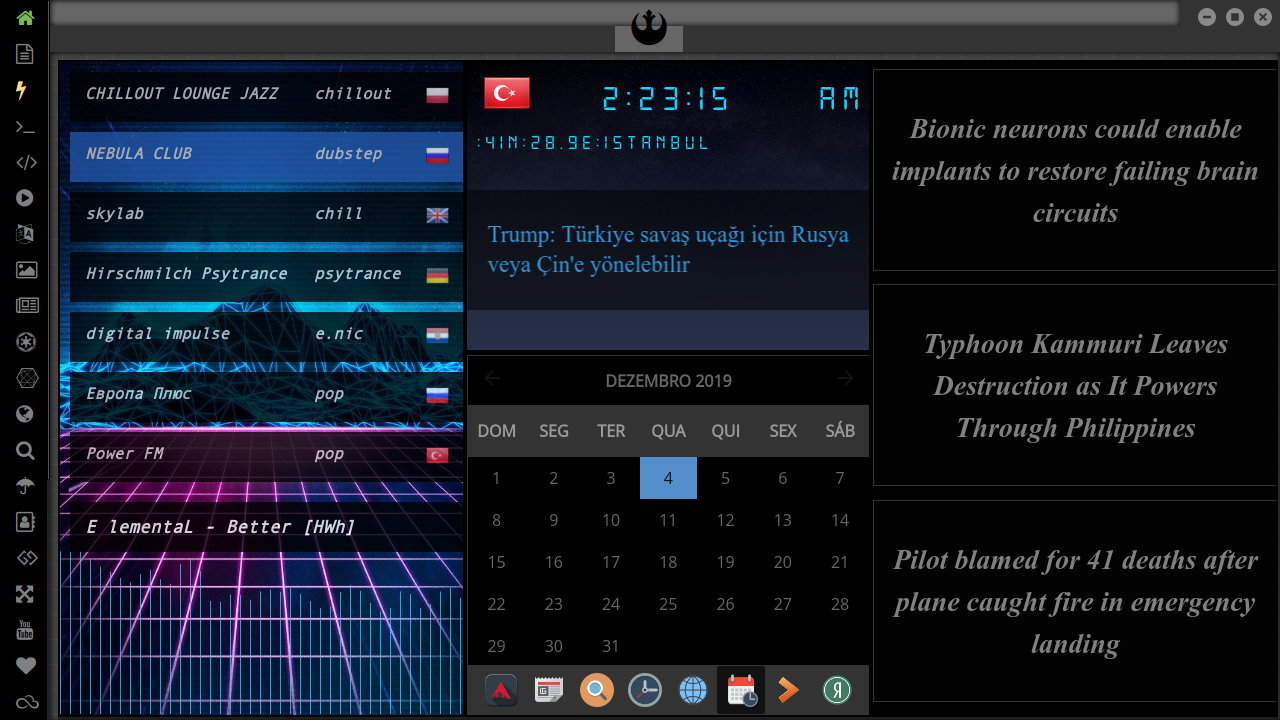 CHILLOUT LOUNGE JAZZ chillout
NEBULA CLUB dubstep
skylab chill
Hirschmilch Psytrance psytrance
digital impulse e.nic
Европа Плюс pop
Power FM pop
E lementaL - Better [HWh]
2:23:15 AM
:41N:28.9E:ISTANBUL
Trump: Türkiye savaş uçağı için Rusya
veya Çin'e yönelebilir
DEZEMBRO 2019
DOM SEG TER QUA QUI SEX SÁB
1 2 3 4 5 6 7
8 9 10 11 12 13 14
15 16 17 18 19 20 21
22 23 24 25 26 27 28
29 30 31
Bionic neurons could enable
implants to restore failing brain
circuits
Typhoon Kammuri Leaves
Destruction as It Powers
Through Philippines
Pilot blamed for 41 deaths after
plane caught fire in emergency
landing
You
Tube
Я